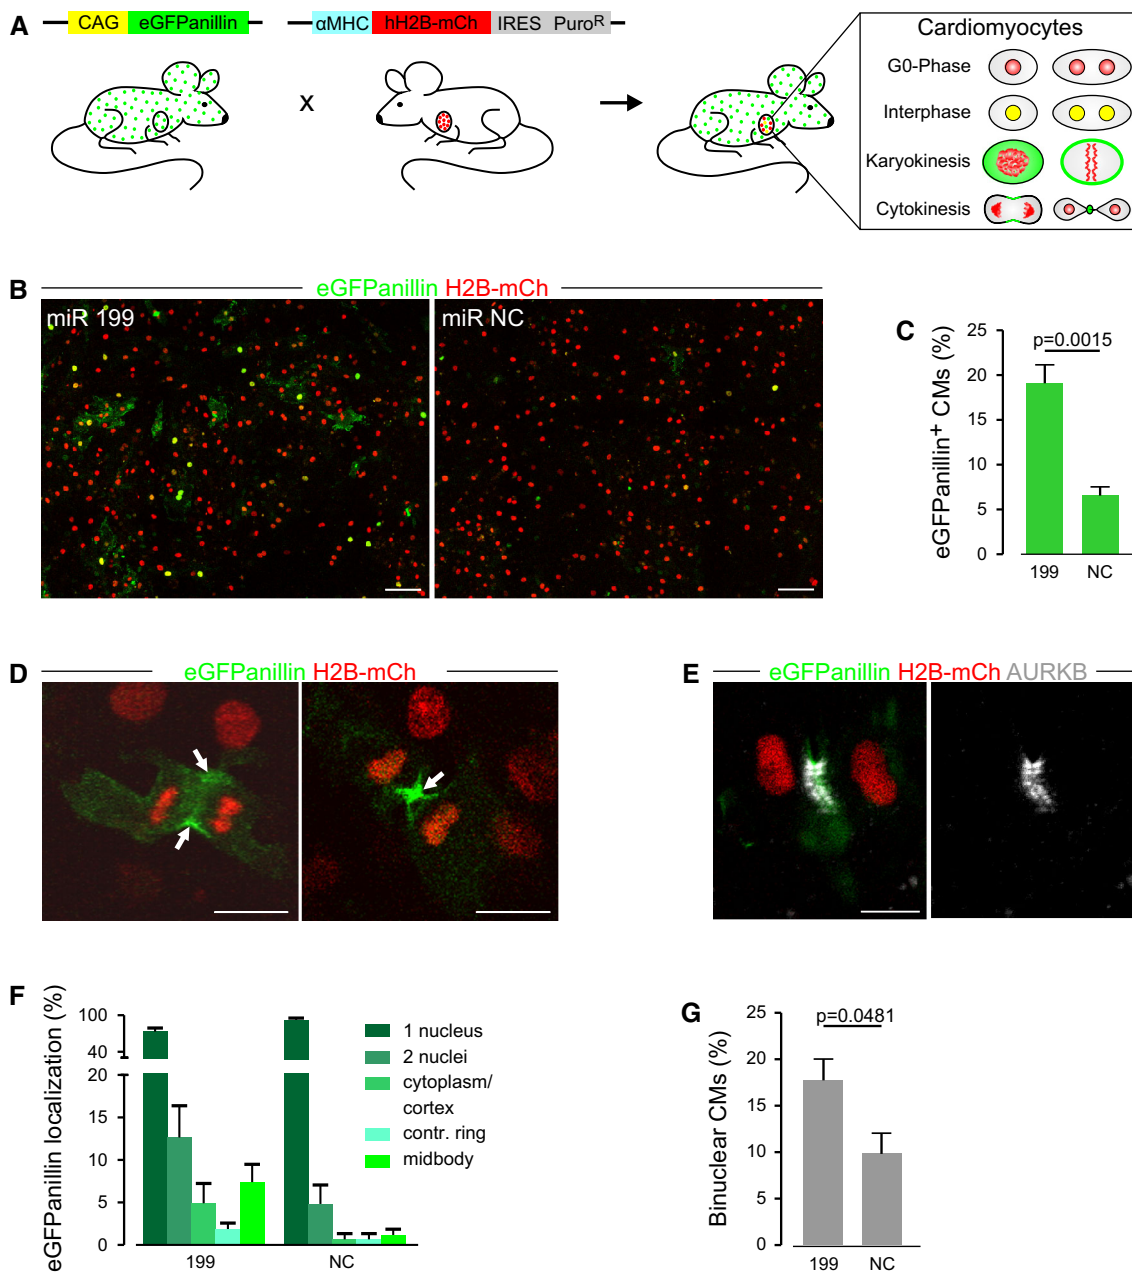 A
CAG eGFPanillin
αMHC hH2B-mCh IRES Puro^R
X
Cardiomyocytes
G0-Phase
Interphase
Karyokinesis
Cytokinesis
B
eGFPanillin H2B-mCh
miR 199
miR NC
C
eGFPanillin+ CMs (%)
25
20
15
10
5
0
p=0.0015
199 NC
D
eGFPanillin H2B-mCh
E
eGFPanillin H2B-mCh AURKB
F
eGFPanillin localization (%)
100
40
20
15
10
5
0
199 NC
1 nucleus
2 nuclei
cytoplasm/
cortex
contr. ring
midbody
G
Binuclear CMs (%)
25
20
15
10
5
0
p=0.0481
199 NC